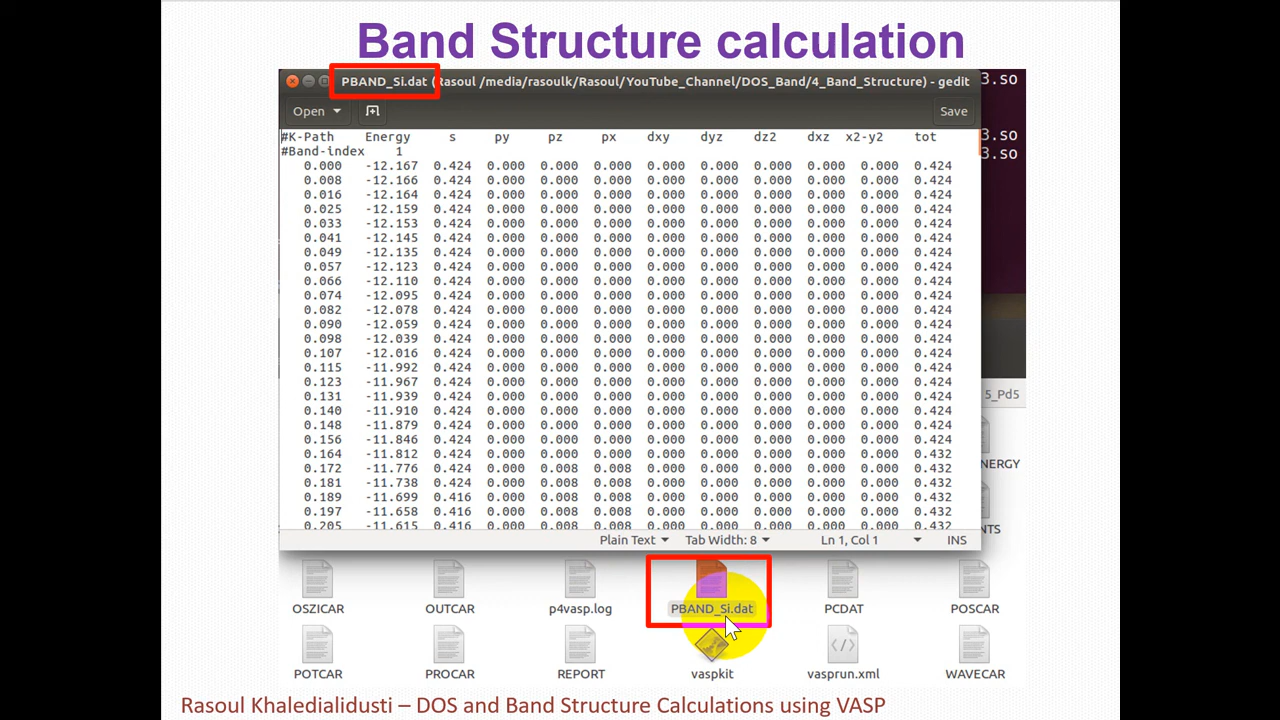 Band Structure calculation
PBAND_Si.dat (Rasoul /media/rasoulk/Rasoul/YouTube_Channel/DOS_Band/4_Band_Structure) - gedit
3.so
Open Save
#K-Path Energy s py pz px dxy dyz dz2 dxz x2-y2 tot
3.so
#Band-index 1
3.so
0.000 -12.167 0.424 0.000 0.000 0.000 0.000 0.000 0.000 0.000 0.000 0.424
0.008 -12.166 0.424 0.000 0.000 0.000 0.000 0.000 0.000 0.000 0.000 0.424
0.016 -12.164 0.424 0.000 0.000 0.000 0.000 0.000 0.000 0.000 0.000 0.424
0.025 -12.159 0.424 0.000 0.000 0.000 0.000 0.000 0.000 0.000 0.000 0.424
0.033 -12.153 0.424 0.000 0.000 0.000 0.000 0.000 0.000 0.000 0.000 0.424
0.041 -12.145 0.424 0.000 0.000 0.000 0.000 0.000 0.000 0.000 0.000 0.424
0.049 -12.135 0.424 0.000 0.000 0.000 0.000 0.000 0.000 0.000 0.000 0.424
0.057 -12.123 0.424 0.000 0.000 0.000 0.000 0.000 0.000 0.000 0.000 0.424
0.066 -12.110 0.424 0.000 0.000 0.000 0.000 0.000 0.000 0.000 0.000 0.424
0.074 -12.095 0.424 0.000 0.000 0.000 0.000 0.000 0.000 0.000 0.000 0.424
0.082 -12.078 0.424 0.000 0.000 0.000 0.000 0.000 0.000 0.000 0.000 0.424
0.090 -12.059 0.424 0.000 0.000 0.000 0.000 0.000 0.000 0.000 0.000 0.424
0.098 -12.039 0.424 0.000 0.000 0.000 0.000 0.000 0.000 0.000 0.000 0.424
0.107 -12.016 0.424 0.000 0.000 0.000 0.000 0.000 0.000 0.000 0.000 0.424
0.115 -11.992 0.424 0.000 0.000 0.000 0.000 0.000 0.000 0.000 0.000 0.424
0.123 -11.967 0.424 0.000 0.000 0.000 0.000 0.000 0.000 0.000 0.000 0.424
0.131 -11.939 0.424 0.000 0.000 0.000 0.000 0.000 0.000 0.000 0.000 0.424
5_Pd5
0.140 -11.910 0.424 0.000 0.000 0.000 0.000 0.000 0.000 0.000 0.000 0.424
0.148 -11.879 0.424 0.000 0.000 0.000 0.000 0.000 0.000 0.000 0.000 0.424
0.156 -11.846 0.424 0.000 0.000 0.000 0.000 0.000 0.000 0.000 0.000 0.424
0.164 -11.812 0.424 0.000 0.000 0.008 0.000 0.000 0.000 0.000 0.000 0.432
NERGY
0.172 -11.776 0.424 0.000 0.008 0.008 0.000 0.000 0.000 0.000 0.000 0.432
0.181 -11.738 0.424 0.000 0.008 0.008 0.000 0.000 0.000 0.000 0.000 0.432
0.189 -11.699 0.416 0.000 0.008 0.008 0.000 0.000 0.000 0.000 0.000 0.432
0.197 -11.658 0.416 0.000 0.008 0.008 0.000 0.000 0.000 0.000 0.000 0.432
0.205 -11.615 0.416 0.000 0.008 0.008 0.000 0.000 0.000 0.000 0.000 0.432
NTS
Plain Text Tab Width: 8 Ln 1, Col 1 INS
OSZICAR OUTCAR p4vasp.log PBAND_Si.dat PCDAT POSCAR
POTCAR PROCAR REPORT vaspkit vasprun.xml WAVECAR
Rasoul Khaledialidusti – DOS and Band Structure Calculations using VASP